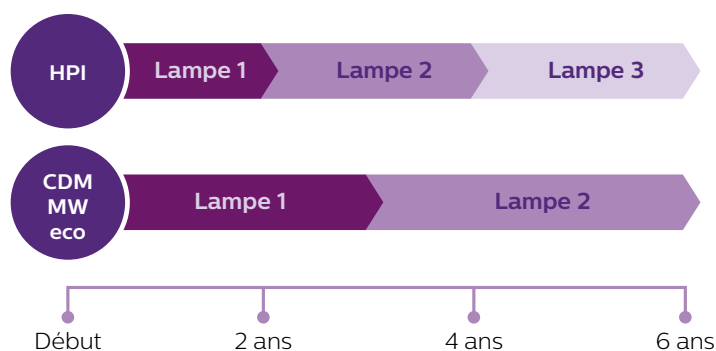 HPI
Lampe 1
Lampe 2
Lampe 3
CDM
MW
eco
Lampe 1
Lampe 2
Début
2 ans
4 ans
6 ans